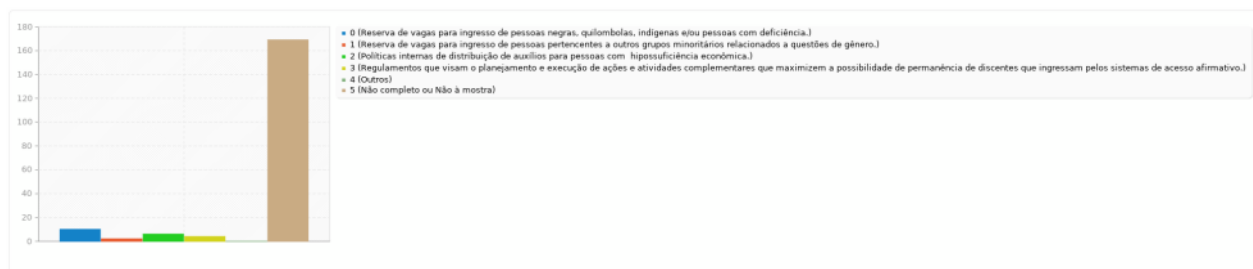 180
160
140
120
100
80
60
40
20
0
0 (Reserva de vagas para ingresso de pessoas negras, quilombolas, indígenas e/ou pessoas com deficiência.)
1 (Reserva de vagas para ingresso de pessoas pertencentes a outros grupos minoritários relacionados a questões de gênero.)
2 (Políticas internas de distribuição de auxílios para pessoas com  hipossuficiência econômica.)
3 (Regulamentos que visam o planejamento e execução de ações e atividades complementares que maximizem a possibilidade de permanência de discentes que ingressam pelos sistemas de acesso afirmativo.)
4 (Outros)
5 (Não completo ou Não à mostra)